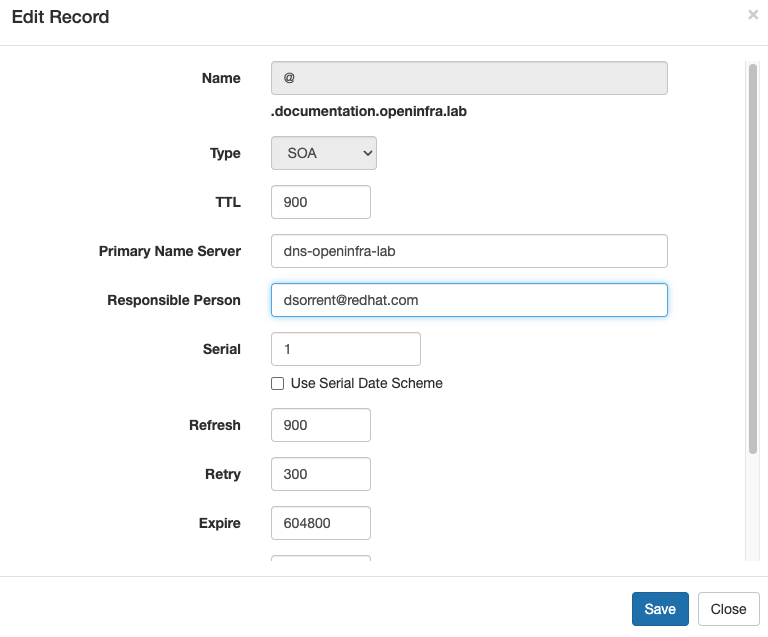 Edit Record
×
Name
@
.documentation.openinfra.lab
Type
SOA
TTL
900
Primary Name Server
dns-openinfra-lab
Responsible Person
dsorrent@redhat.com
Serial
1
Use Serial Date Scheme
Refresh
900
Retry
300
Expire
604800
Save
Close